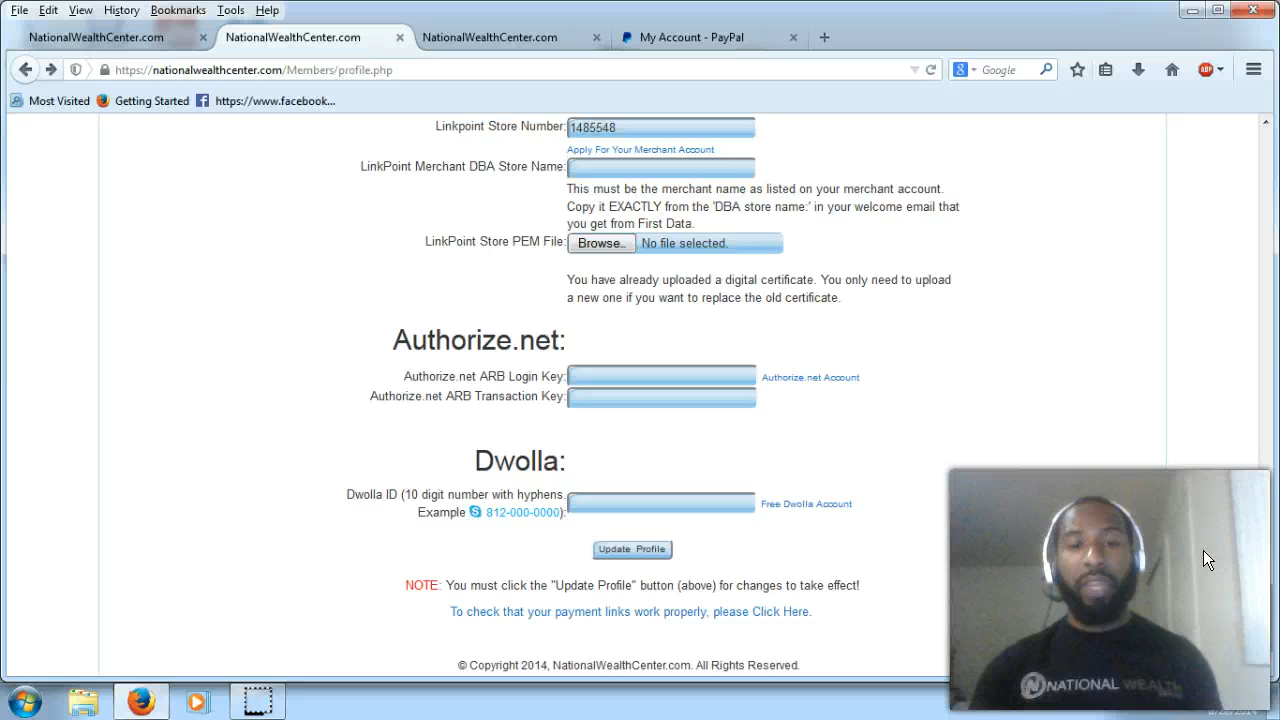 File Edit View History Bookmarks Tools Help
NationalWealthCenter.com × NationalWealthCenter.com × NationalWealthCenter.com × My Account - PayPal × +
https://nationalwealthcenter.com/Members/profile.php
Google
ABP
Most Visited Getting Started https://www.facebook...
Linkpoint Store Number: 1485548
Apply For Your Merchant Account
LinkPoint Merchant DBA Store Name:
This must be the merchant name as listed on your merchant account.
Copy it EXACTLY from the 'DBA store name:' in your welcome email that
you get from First Data.
LinkPoint Store PEM File: Browse... No file selected.
You have already uploaded a digital certificate. You only need to upload
a new one if you want to replace the old certificate.
Authorize.net:
Authorize.net ARB Login Key: Authorize.net Account
Authorize.net ARB Transaction Key:
Dwolla:
Dwolla ID (10 digit number with hyphens.
Example 812-000-0000): Free Dwolla Account
Update Profile
NOTE: You must click the "Update Profile" button (above) for changes to take effect!
To check that your payment links work properly, please Click Here.
© Copyright 2014, NationalWealthCenter.com. All Rights Reserved.
NATIONAL WEALTH